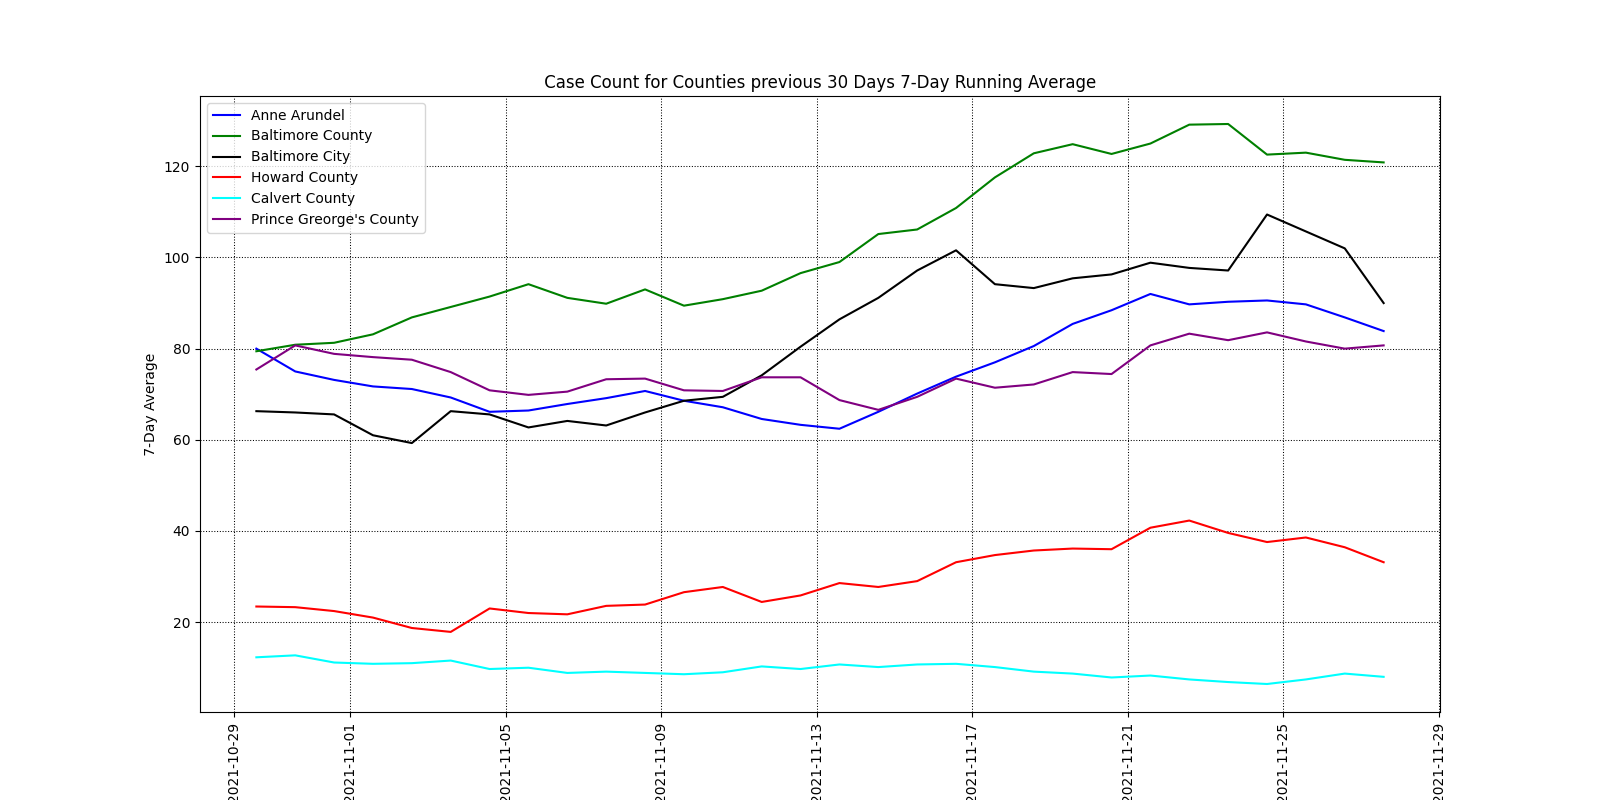 Case Count for Counties previous 30 Days 7-Day Running Average
Anne Arundel
Baltimore County
Baltimore City
Howard County
Calvert County
Prince Greorge's County
7-Day Average
120
100
80
60
40
20
2021-10-29
2021-11-01
2021-11-05
2021-11-09
2021-11-13
2021-11-17
2021-11-21
2021-11-25
2021-11-29